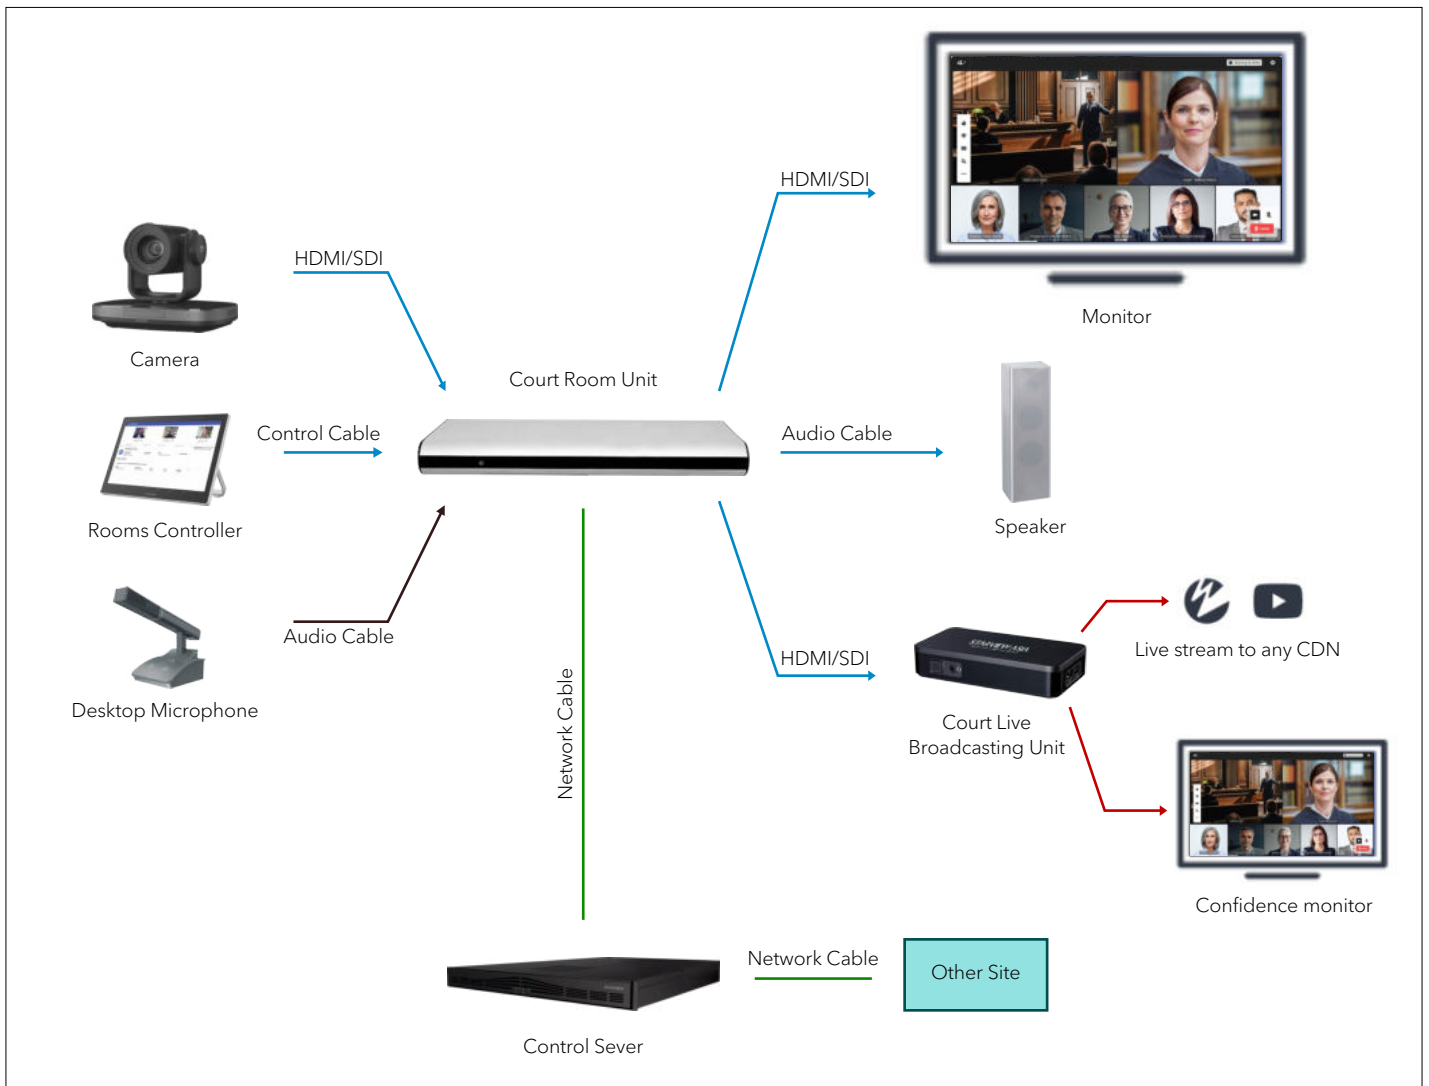 HDMI/SDI
HDMI/SDI
Monitor
Camera
Court Room Unit
Control Cable
Audio Cable
Rooms Controller
Speaker
Audio Cable
Desktop Microphone
HDMI/SDI
Live stream to any CDN
Network Cable
Court Live
Broadcasting Unit
Confidence monitor
Network Cable
Other Site
Control Sever